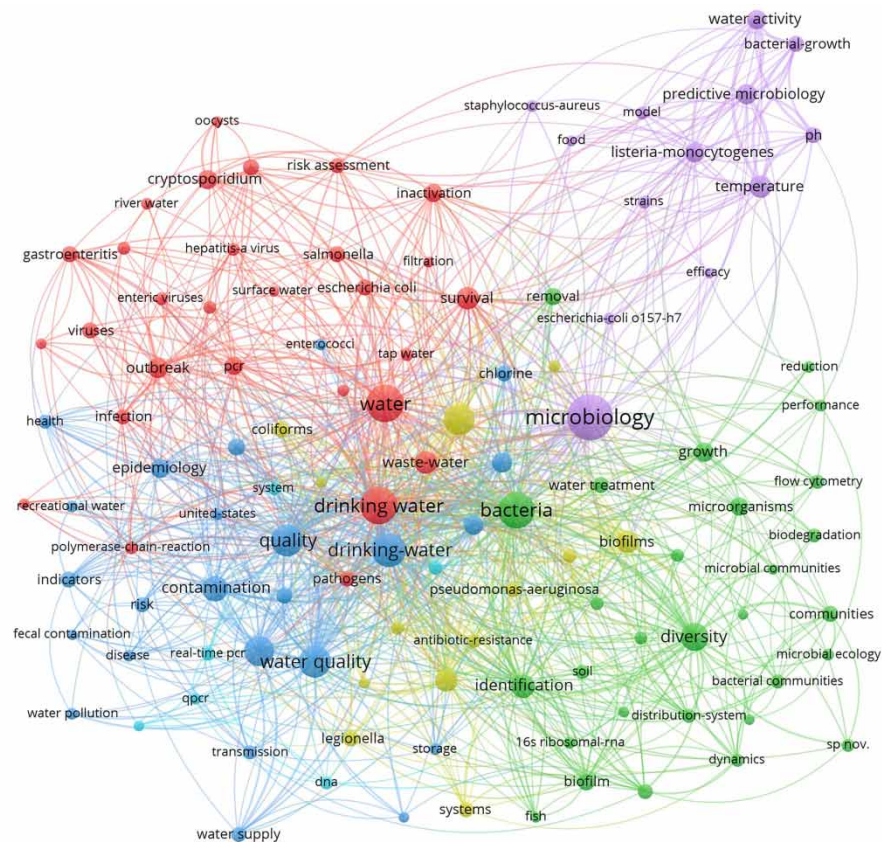 water activity
bacterial-growth
predictive microbiology
staphylococcus-aureus
model
oocysts
food
ph
listeria-monocytogenes
risk assessment
cryptosporidium
temperature
inactivation
river water
strains
hepatitis-a virus
gastroenteritis
salmonella
filtration
efficacy
surface water
escherichia coli
enteric viruses
survival
removal
viruses
escherichia-coli o157-h7
enterococci
tap water
outbreak
pcr
chlorine
reduction
water
performance
infection
health
microbiology
coliforms
growth
epidemiology
waste-water
system
water treatment
flow cytometry
recreational water
drinking water
bacteria
microorganisms
united-states
biodegradation
quality
biofilms
polymerase-chain-reaction
drinking-water
microbial communities
indicators
pathogens
contamination
pseudomonas-aeruginosa
risk
communities
fecal contamination
antibiotic-resistance
diversity
disease
real-time pcr
microbial ecology
water quality
soil
identification
bacterial communities
qpcr
water pollution
distribution-system
legionella
16s ribosomal-rna
sp nov.
transmission
storage
dynamics
dna
biofilm
systems
fish
water supply